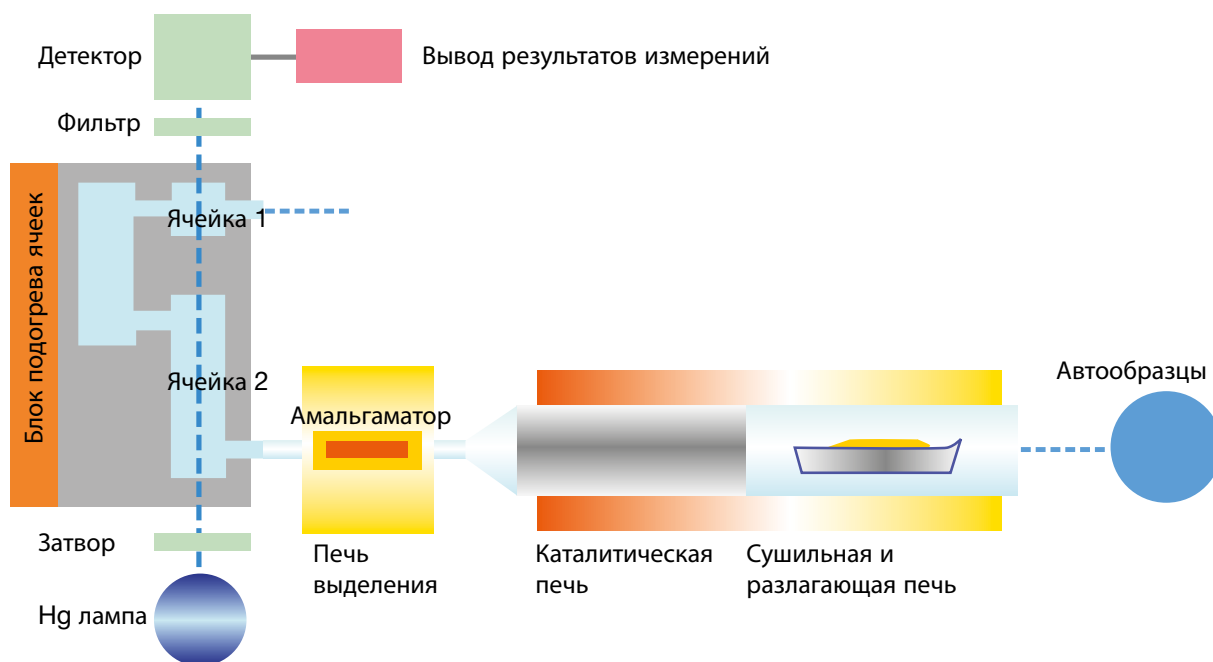 Детектор
Вывод результатов измерений
Фильтр
Блок подогрева ячеек
Ячейка 1
Ячейка 2
Амальгаматор
Автообразцы
Затвор
Печь
выделения
Каталитическая
печь
Сушильная и
разлагающая печь
Hg лампа